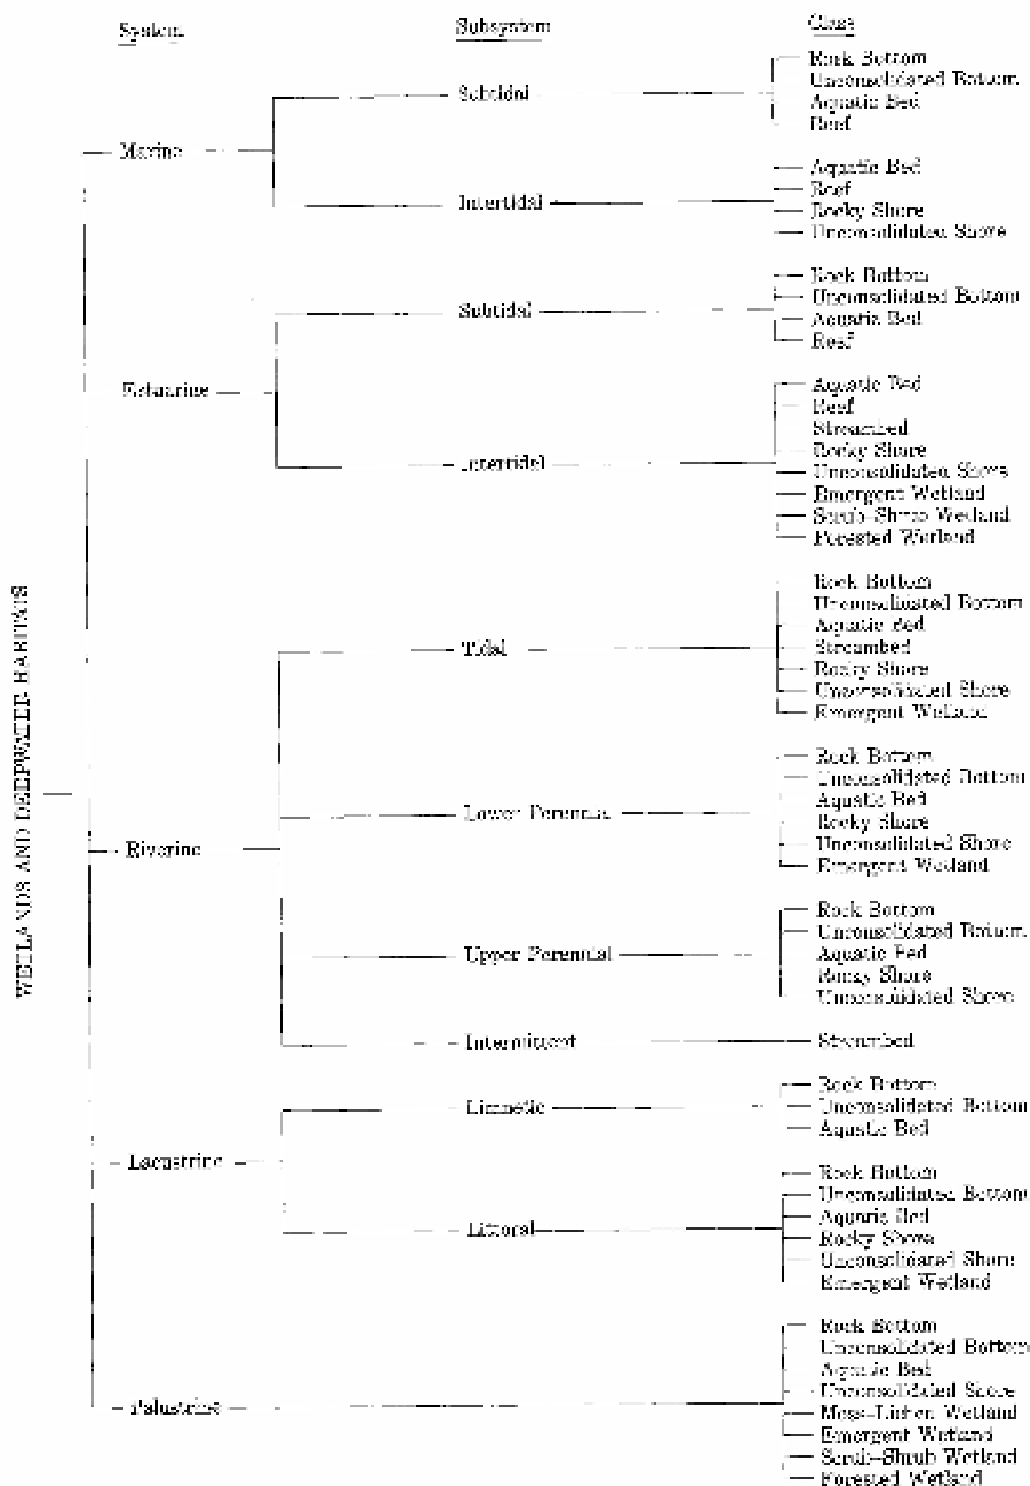 System Subsystem Class
Rock Bottom
Unconsolidated Bottom
Subtidal
Aquatic Bed
Reef
Marine
Aquatic Bed
Reef
Intertidal
Rocky Shore
Unconsolidated Shore
Rock Bottom
Unconsolidated Bottom
Subtidal
Aquatic Bed
Reef
Estuarine
Aquatic Bed
Reef
Streambed
Rocky Shore
Intertidal
Unconsolidated Shore
Emergent Wetland
Scrub-Shrub Wetland
Forested Wetland
WETLANDS AND DEEPWATER HABITATS
Rock Bottom
Unconsolidated Bottom
Aquatic Bed
Tidal
Streambed
Rocky Shore
Unconsolidated Shore
Emergent Wetland
Rock Bottom
Unconsolidated Bottom
Aquatic Bed
Lower Perennial
Rocky Shore
Unconsolidated Shore
Riverine
Emergent Wetland
Rock Bottom
Unconsolidated Bottom
Upper Perennial
Aquatic Bed
Rocky Shore
Unconsolidated Shore
Intermittent
Streambed
Rock Bottom
Limnetic
Unconsolidated Bottom
Aquatic Bed
Lacustrine
Rock Bottom
Unconsolidated Bottom
Aquatic Bed
Littoral
Rocky Shore
Unconsolidated Shore
Emergent Wetland
Rock Bottom
Unconsolidated Bottom
Aquatic Bed
Unconsolidated Shore
Palustrine
Moss-Lichen Wetland
Emergent Wetland
Scrub-Shrub Wetland
Forested Wetland